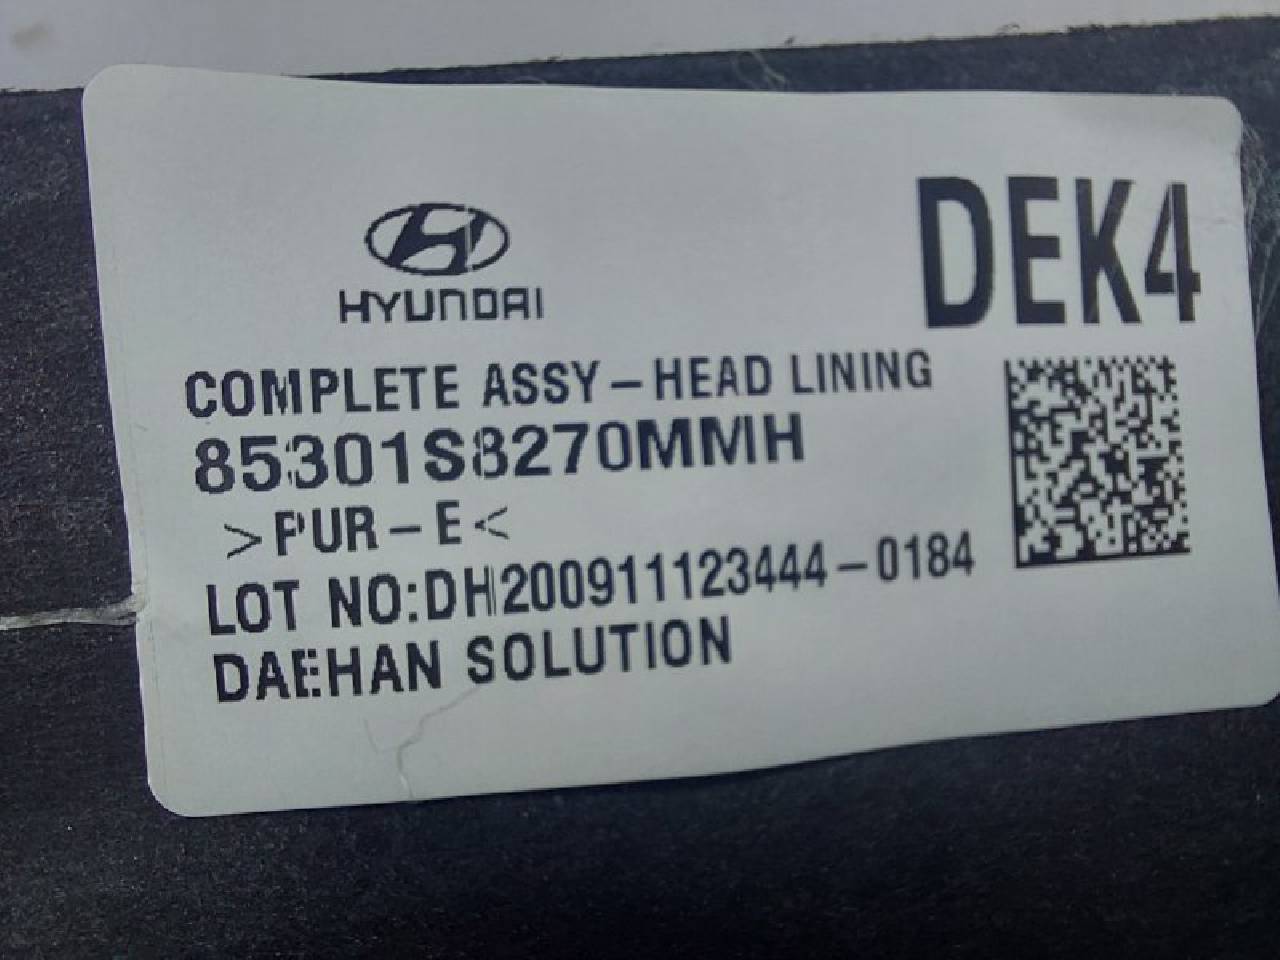 HYUNDAI
DEK4
COMPLETE ASSY-HEAD LINING
85301S8270MMH
>PUR-E<
LOT NO:DH200911123444-0184
DAEHAN SOLUTION